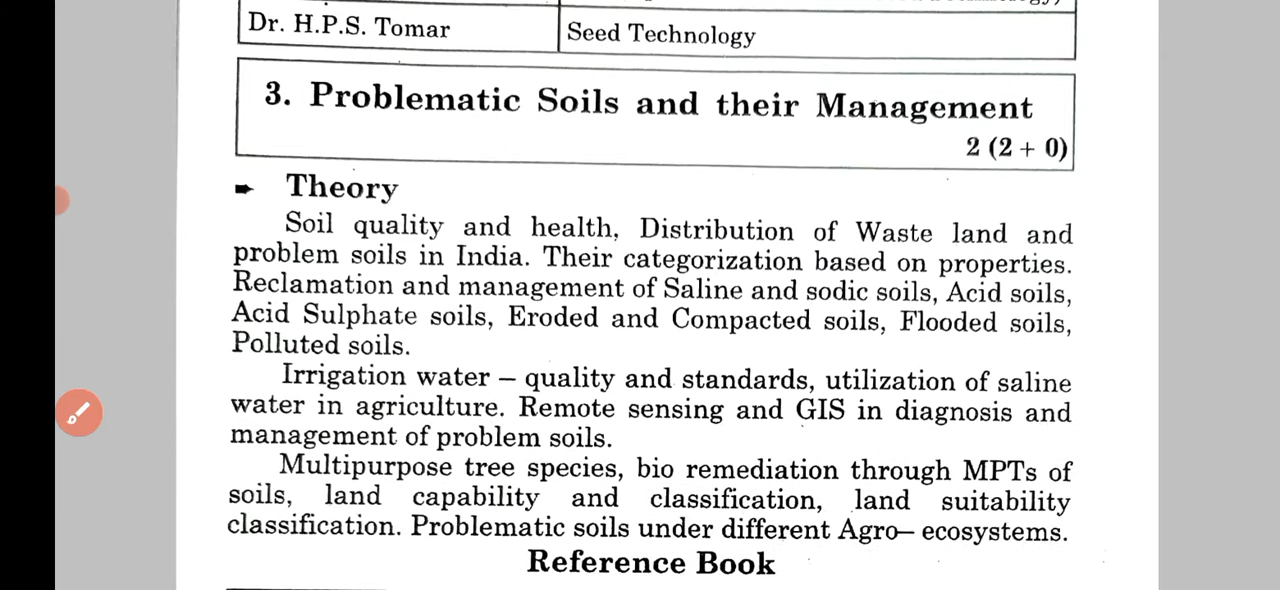 Dr. H.P.S. Tomar Seed Technology
3. Problematic Soils and their Management
2 (2 + 0)
Theory
Soil quality and health, Distribution of Waste land and
problem soils in India. Their categorization based on properties.
Reclamation and management of Saline and sodic soils, Acid soils,
Acid Sulphate soils, Eroded and Compacted soils, Flooded soils,
Polluted soils.
Irrigation water – quality and standards, utilization of saline
water in agriculture. Remote sensing and GIS in diagnosis and
management of problem soils.
Multipurpose tree species, bio remediation through MPTs of
soils, land capability and classification, land suitability
classification. Problematic soils under different Agro– ecosystems.
Reference Book